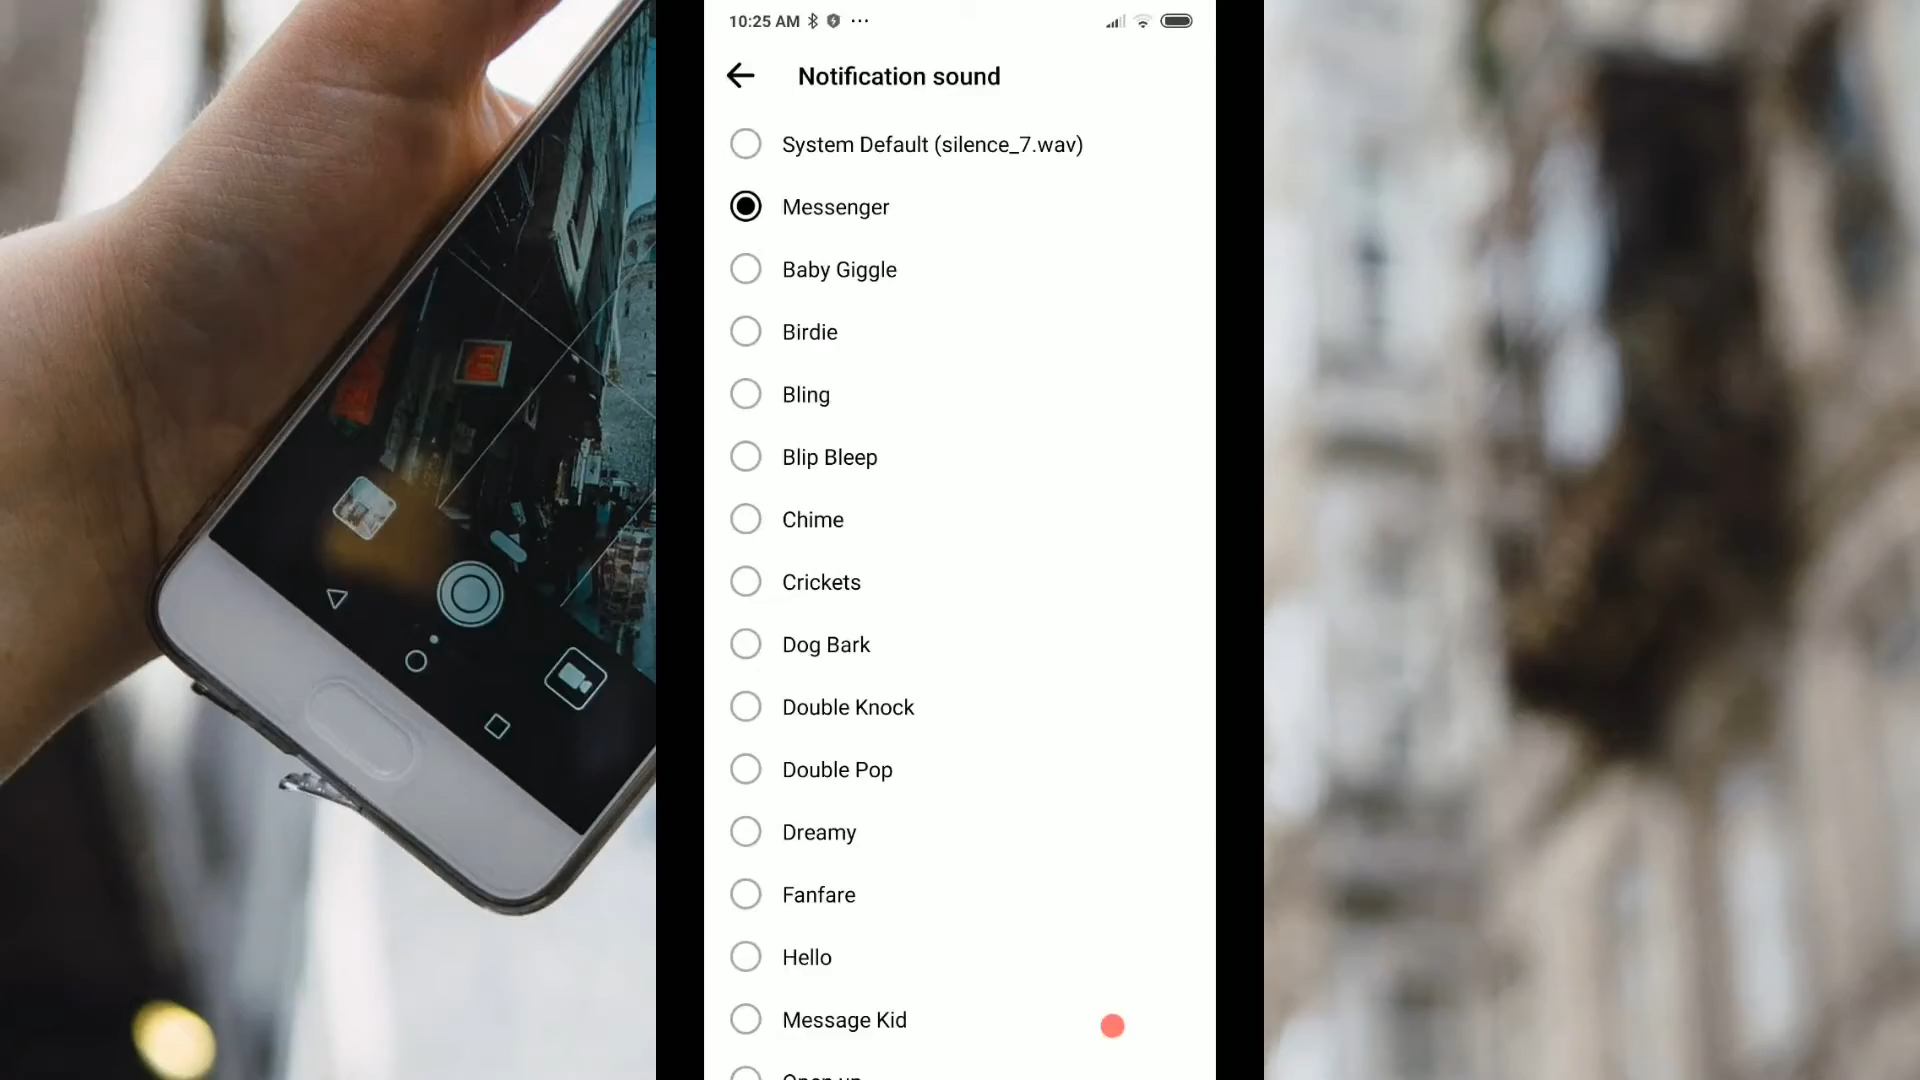 10:25 AM
Notification sound
System Default (silence_7.wav)
Messenger
Baby Giggle
Birdie
Bling
Blip Bleep
Chime
Crickets
Dog Bark
Double Knock
Double Pop
Dreamy
Fanfare
Hello
Message Kid